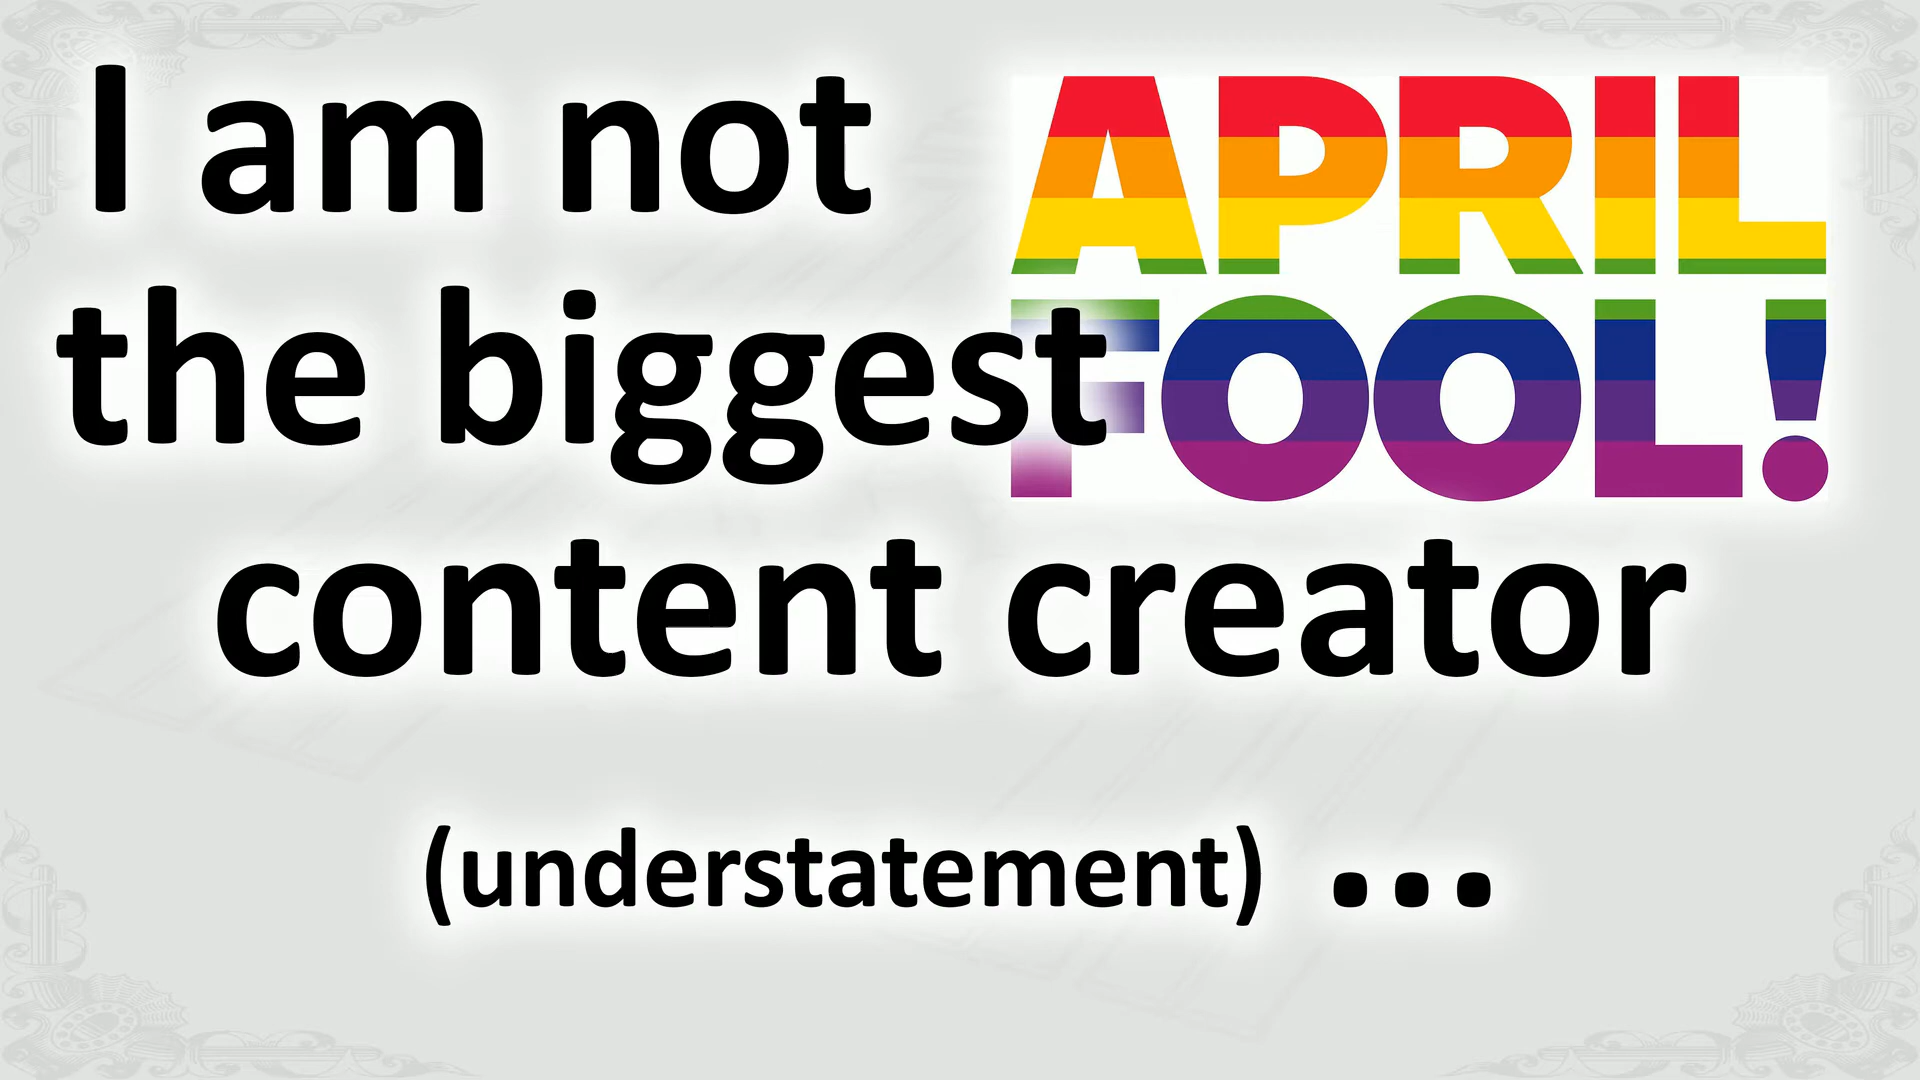 I am not
the biggest
content creator
(understatement) ...
APRIL
FOOL!